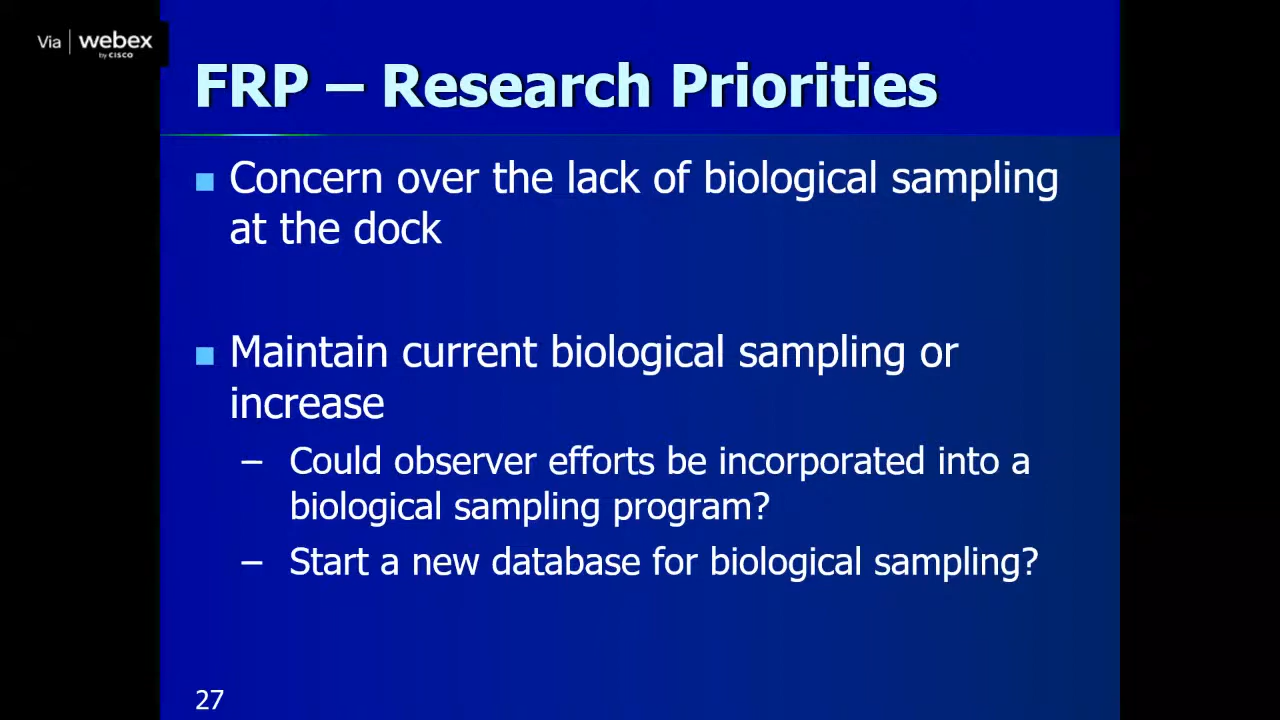 Via webex
by CISCO
FRP – Research Priorities
Concern over the lack of biological sampling
at the dock
Maintain current biological sampling or
increase
– Could observer efforts be incorporated into a
biological sampling program?
– Start a new database for biological sampling?
27